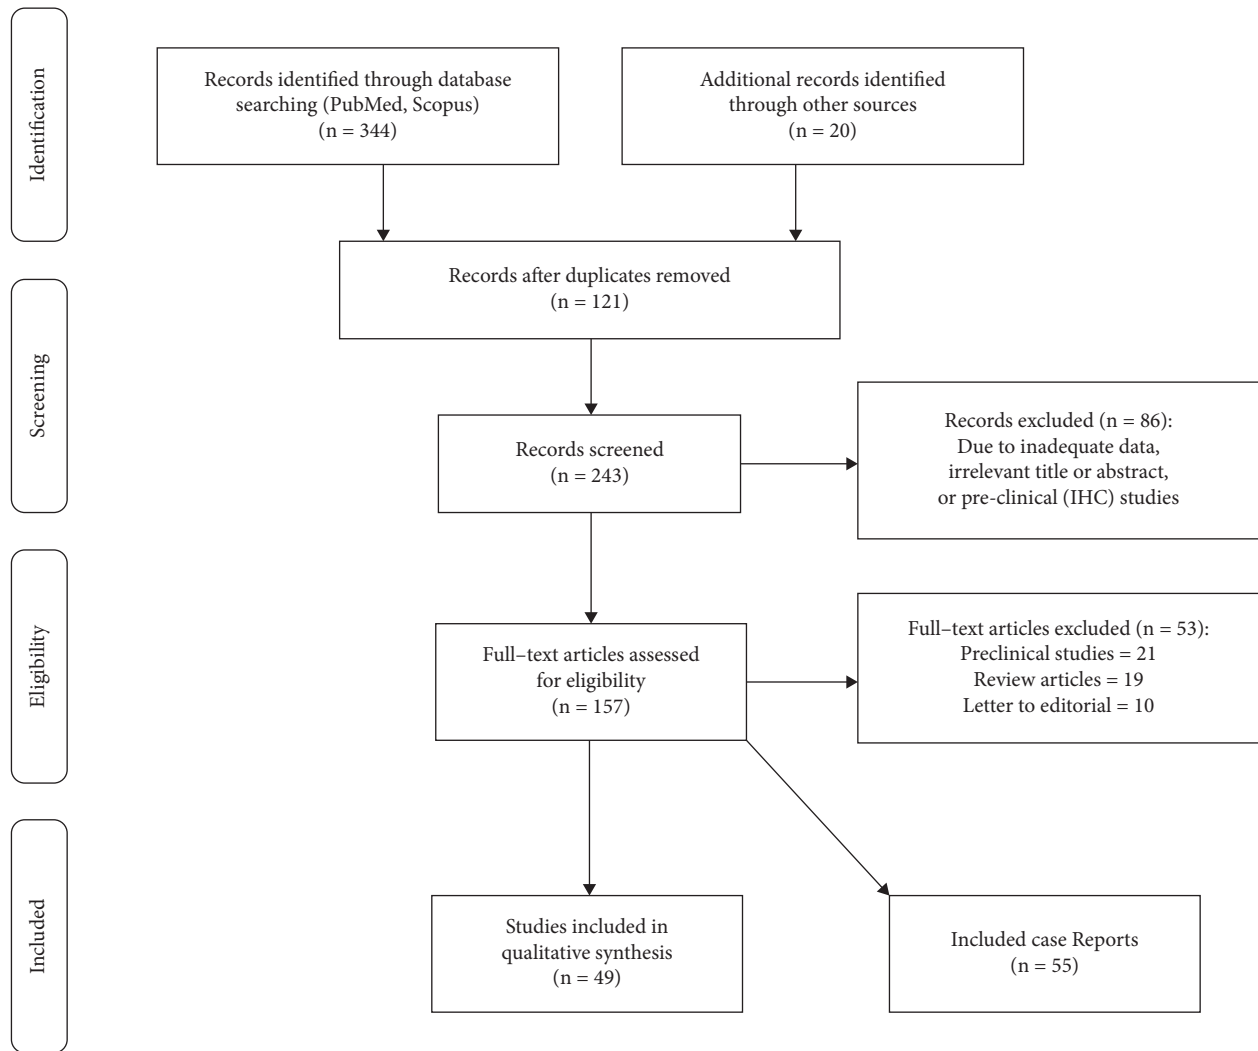 Identification
Records identified through database
searching (PubMed, Scopus)
(n = 344)
Additional records identified
through other sources
(n = 20)
Records after duplicates removed
(n = 121)
Screening
Records screened
(n = 243)
Records excluded (n = 86):
Due to inadequate data,
irrelevant title or abstract,
or pre-clinical (IHC) studies
Eligibility
Full–text articles assessed
for eligibility
(n = 157)
Full–text articles excluded (n = 53):
Preclinical studies = 21
Review articles = 19
Letter to editorial = 10
Included
Studies included in
qualitative synthesis
(n = 49)
Included case Reports
(n = 55)